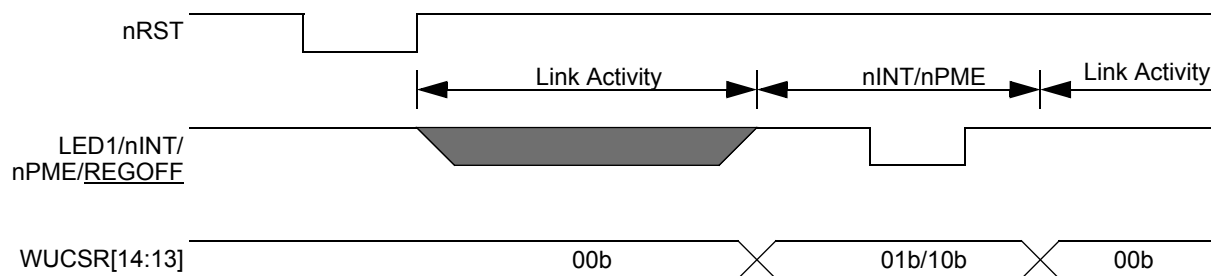 nRST
Link Activity
nINT/nPME
Link Activity
LED1/nINT/
nPME/REGOFF
WUCSR[14:13]
00b
01b/10b
00b